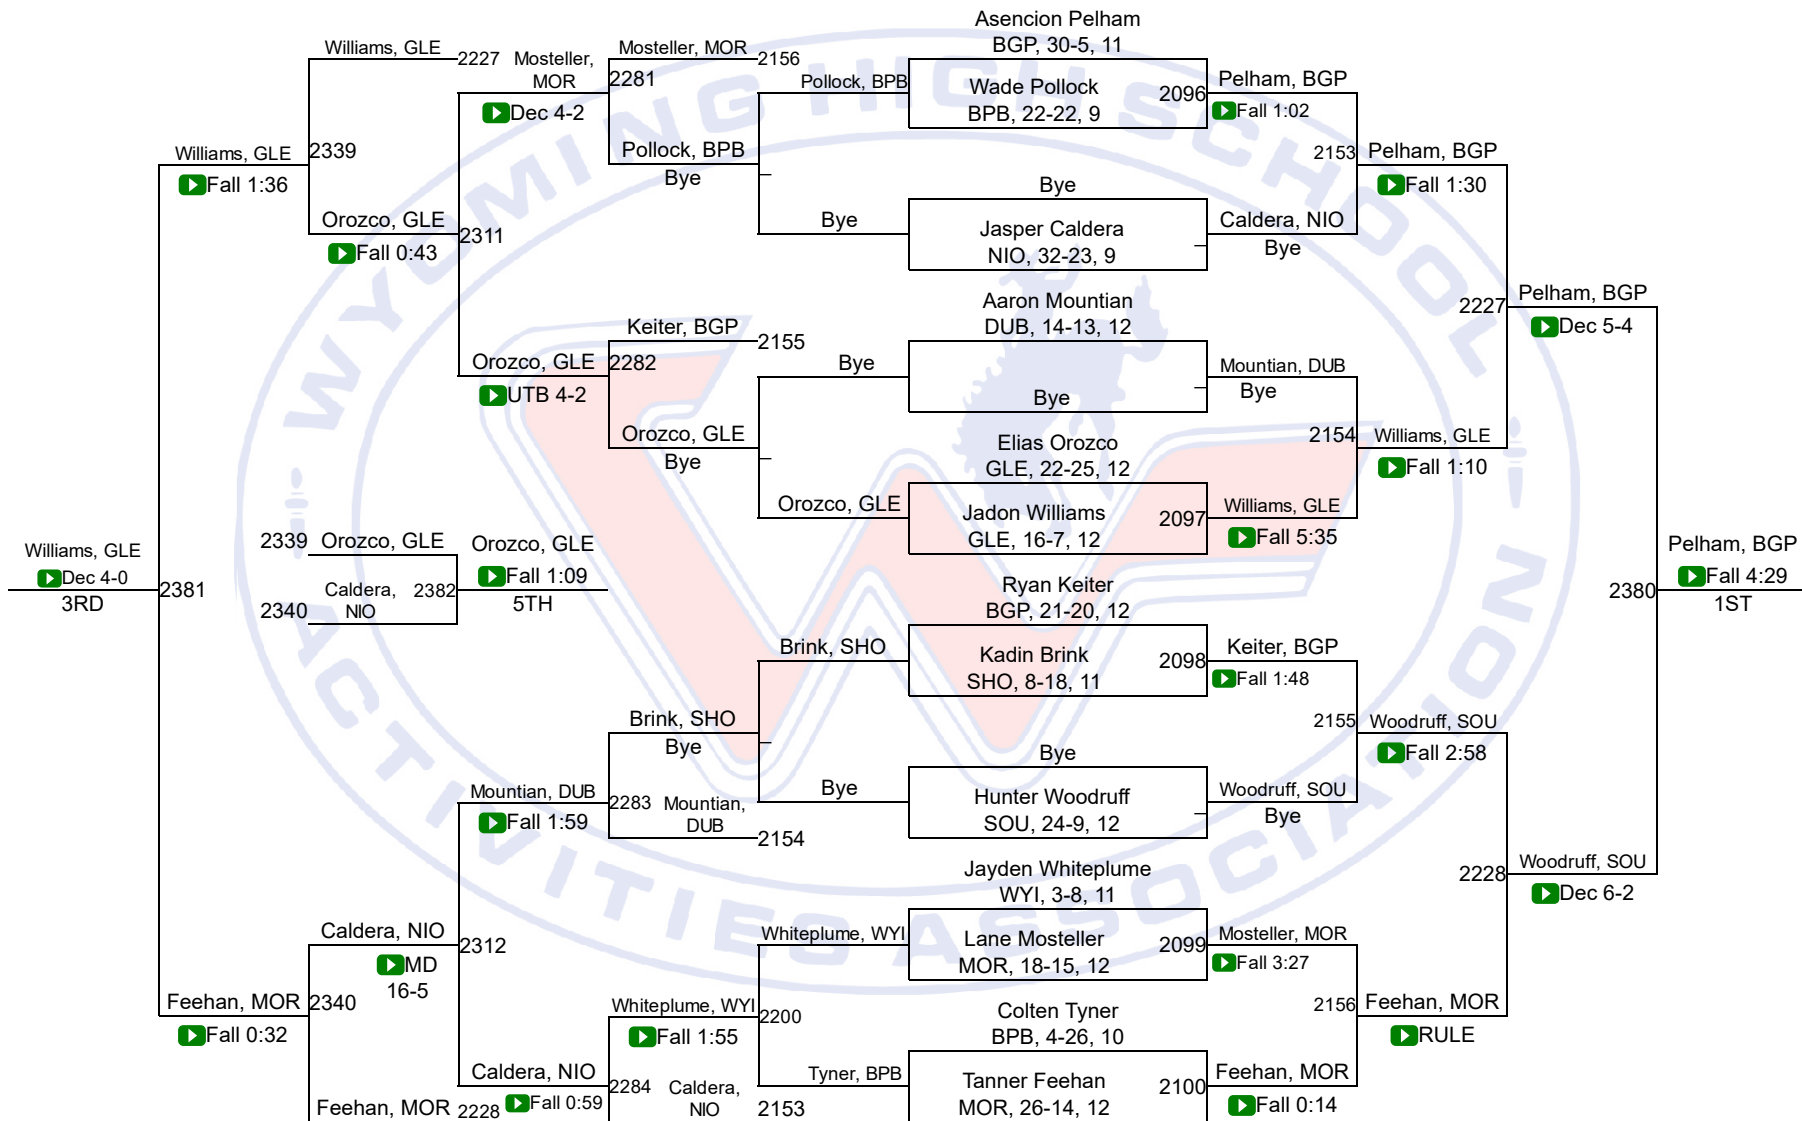 Asencion Pelham
BGP, 30-5, 11
Wade Pollock
BPB, 22-22, 9
2096
Bye
Jasper Caldera
NIO, 32-23, 9
Aaron Mountian
DUB, 14-13, 12
Bye
Elias Orozco
GLE, 22-25, 12
Jadon Williams
GLE, 16-7, 12
2097
Ryan Keiter
BGP, 21-20, 12
Kadin Brink
SHO, 8-18, 11
2098
Bye
Hunter Woodruff
SOU, 24-9, 12
Jayden Whiteplume
WYI, 3-8, 11
Lane Mosteller
MOR, 18-15, 12
2099
Colten Tyner
BPB, 4-26, 10
Tanner Feehan
MOR, 26-14, 12
2100
Pelham, BGP
Fall 1:02
Caldera, NIO
Bye
2153
Mountian, DUB
Bye
Williams, GLE
Fall 5:35
2154
Keiter, BGP
Fall 1:48
Woodruff, SOU
Bye
2155
Mosteller, MOR
Fall 3:27
Feehan, MOR
Fall 0:14
2156
Pelham, BGP
Fall 1:30
Williams, GLE
Fall 1:10
2227
Woodruff, SOU
Fall 2:58
Feehan, MOR
RULE
2228
Pelham, BGP
Dec 5-4
Woodruff, SOU
Dec 6-2
2380
Pelham, BGP
Fall 4:29
1ST
Pollock, BPB
Bye
Bye
Orozco, GLE
Brink, SHO
Bye
Whiteplume, WYI
Tyner, BPB
2200
Mosteller, MOR
2156
Pollock, BPB
Bye
2281
Keiter, BGP
2155
Orozco, GLE
Bye
2282
Brink, SHO
Bye
Mountian,
DUB
2154
2283
Whiteplume, WYI
Fall 1:55
Caldera,
NIO
2153
2284
Mosteller,
MOR
Dec 4-2
Orozco, GLE
UTB 4-2
2311
Mountian, DUB
Fall 1:59
Caldera, NIO
Fall 0:59
2312
Williams, GLE
2227
Orozco, GLE
Fall 0:43
2339
Caldera, NIO
MD
16-5
Feehan, MOR
2228
2340
Williams, GLE
Fall 1:36
Feehan, MOR
Fall 0:32
2381
Williams, GLE
Dec 4-0
3RD
2339
Orozco, GLE
2340
Caldera,
NIO
2382
Orozco, GLE
Fall 1:09
5TH
WYOMING HIGH SCHOOL
ACTIVITIES ASSOCIATION